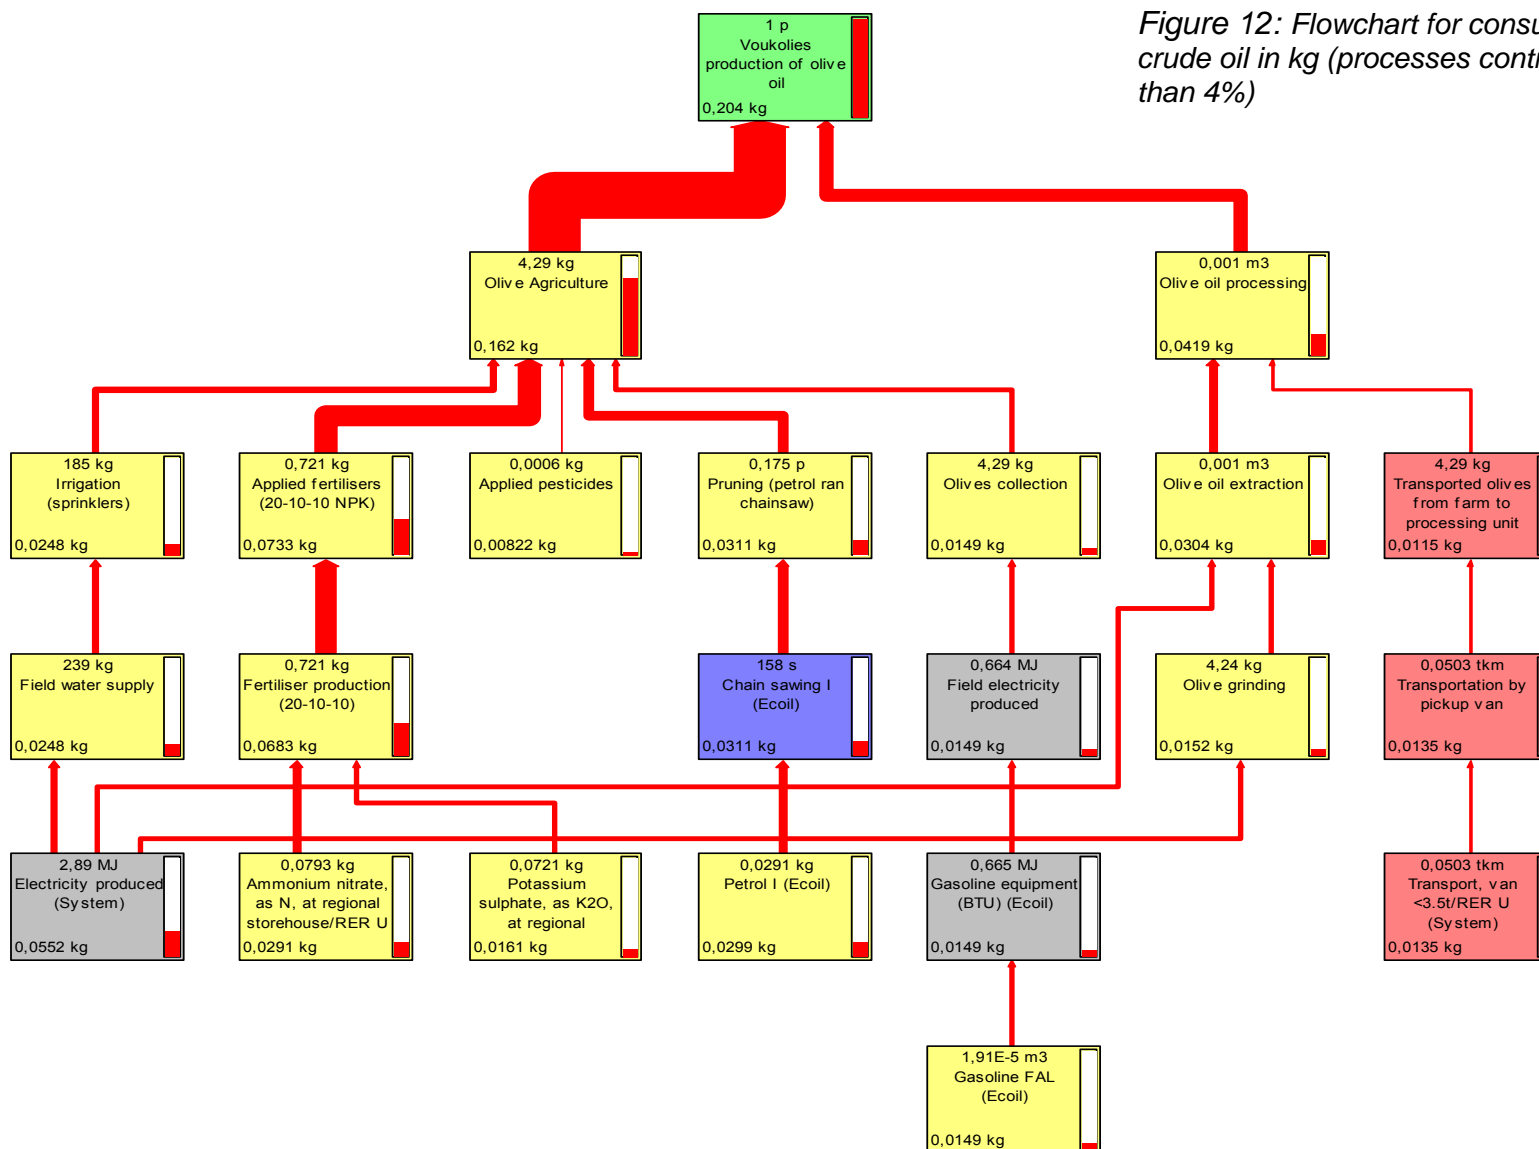 Figure 12: Flowchart for consu
crude oil in kg (processes contr
than 4%)
1 p
Voukolies
production of olive
oil
0,204 kg
4,29 kg
Olive Agriculture
0,162 kg
0,001 m3
Olive oil processing
0,0419 kg
185 kg
Irrigation
(sprinklers)
0,0248 kg
0,721 kg
Applied fertilisers
(20-10-10 NPK)
0,0733 kg
0,0006 kg
Applied pesticides
0,00822 kg
0,175 p
Pruning (petrol ran
chainsaw)
0,0311 kg
4,29 kg
Olives collection
0,0149 kg
0,001 m3
Olive oil extraction
0,0304 kg
4,29 kg
Transported olives
from farm to
processing unit
0,0115 kg
239 kg
Field water supply
0,0248 kg
0,721 kg
Fertiliser production
(20-10-10)
0,0683 kg
158 s
Chain sawing I
(Ecoil)
0,0311 kg
0,664 MJ
Field electricity
produced
0,0149 kg
4,24 kg
Olive grinding
0,0152 kg
0,0503 tkm
Transportation by
pickup van
0,0135 kg
2,89 MJ
Electricity produced
(System)
0,0552 kg
0,0793 kg
Ammonium nitrate,
as N, at regional
storehouse/RER U
0,0291 kg
0,0721 kg
Potassium
sulphate, as K2O,
at regional
0,0161 kg
0,0291 kg
Petrol I (Ecoil)
0,0299 kg
0,665 MJ
Gasoline equipment
(BTU) (Ecoil)
0,0149 kg
0,0503 tkm
Transport, van
<3.5t/RER U
(System)
0,0135 kg
1,91E-5 m3
Gasoline FAL
(Ecoil)
0,0149 kg